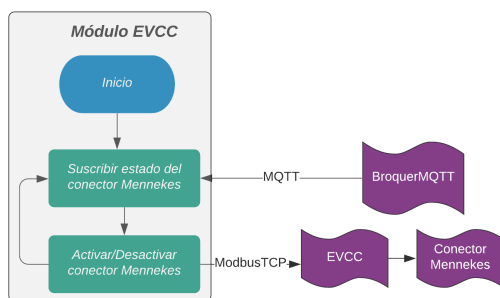 Módulo EVCC
Inicio
Suscribir estado del
conector Mennekes
MQTT
BroquerMQTT
Activar/Desactivar
conector Mennekes
ModbusTCP
EVCC
Conector
Mennekes